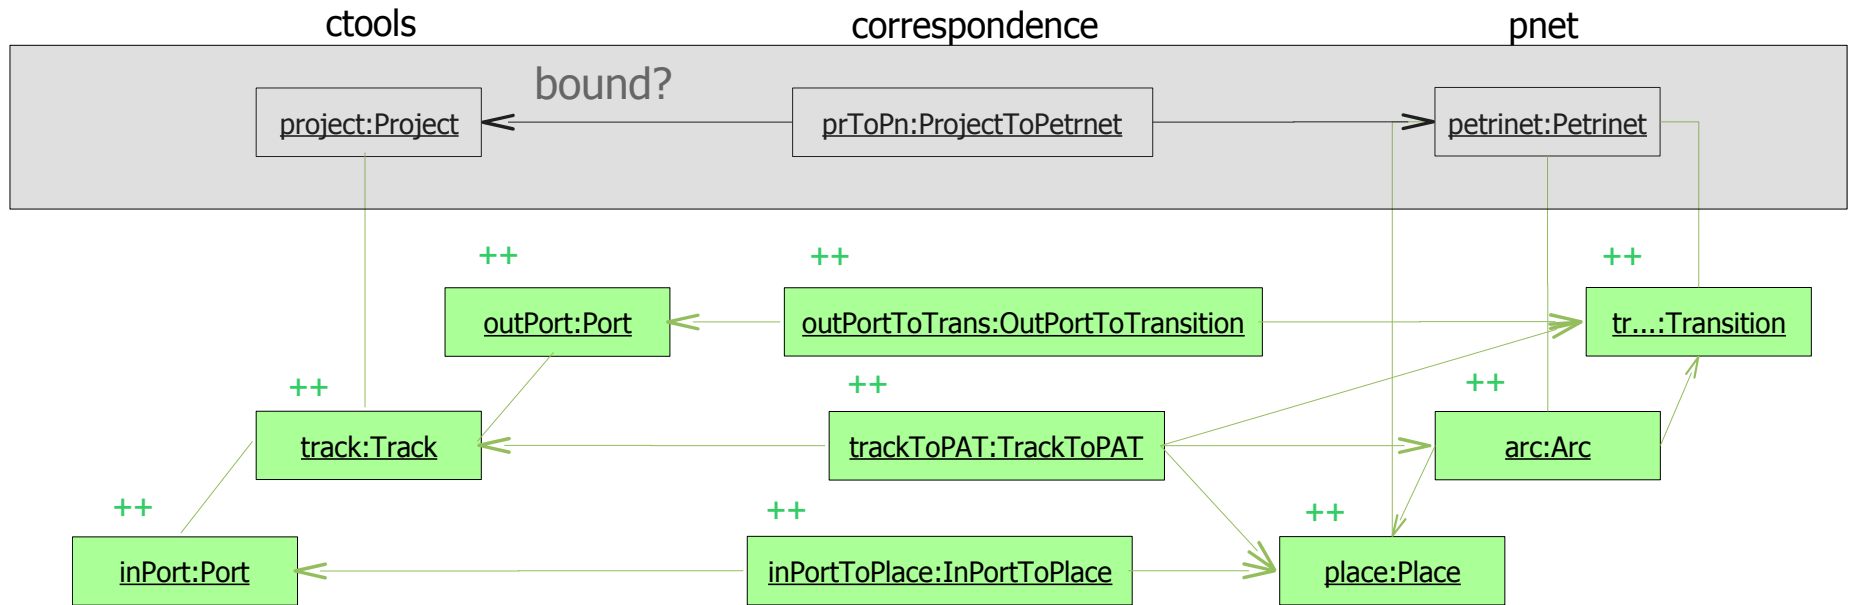 ctools correspondence pnet
bound?
project:Project prToPn:ProjectToPetrnet petrinet:Petrinet
++ ++ ++
outPort:Port outPortToTrans:OutPortToTransition tr...:Transition
++ ++ ++
track:Track trackToPAT:TrackToPAT arc:Arc
++ ++ ++
inPort:Port inPortToPlace:InPortToPlace place:Place